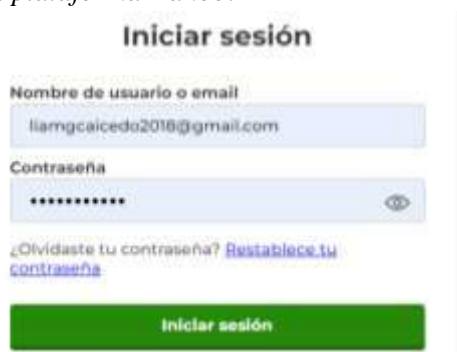 Iniciar sesión
Nombre de usuario o email
liamgcaicedo2018@gmail.com
Contraseña
•••••••••••
¿Olvidaste tu contraseña? Restablece tu
contraseña
Iniciar sesión